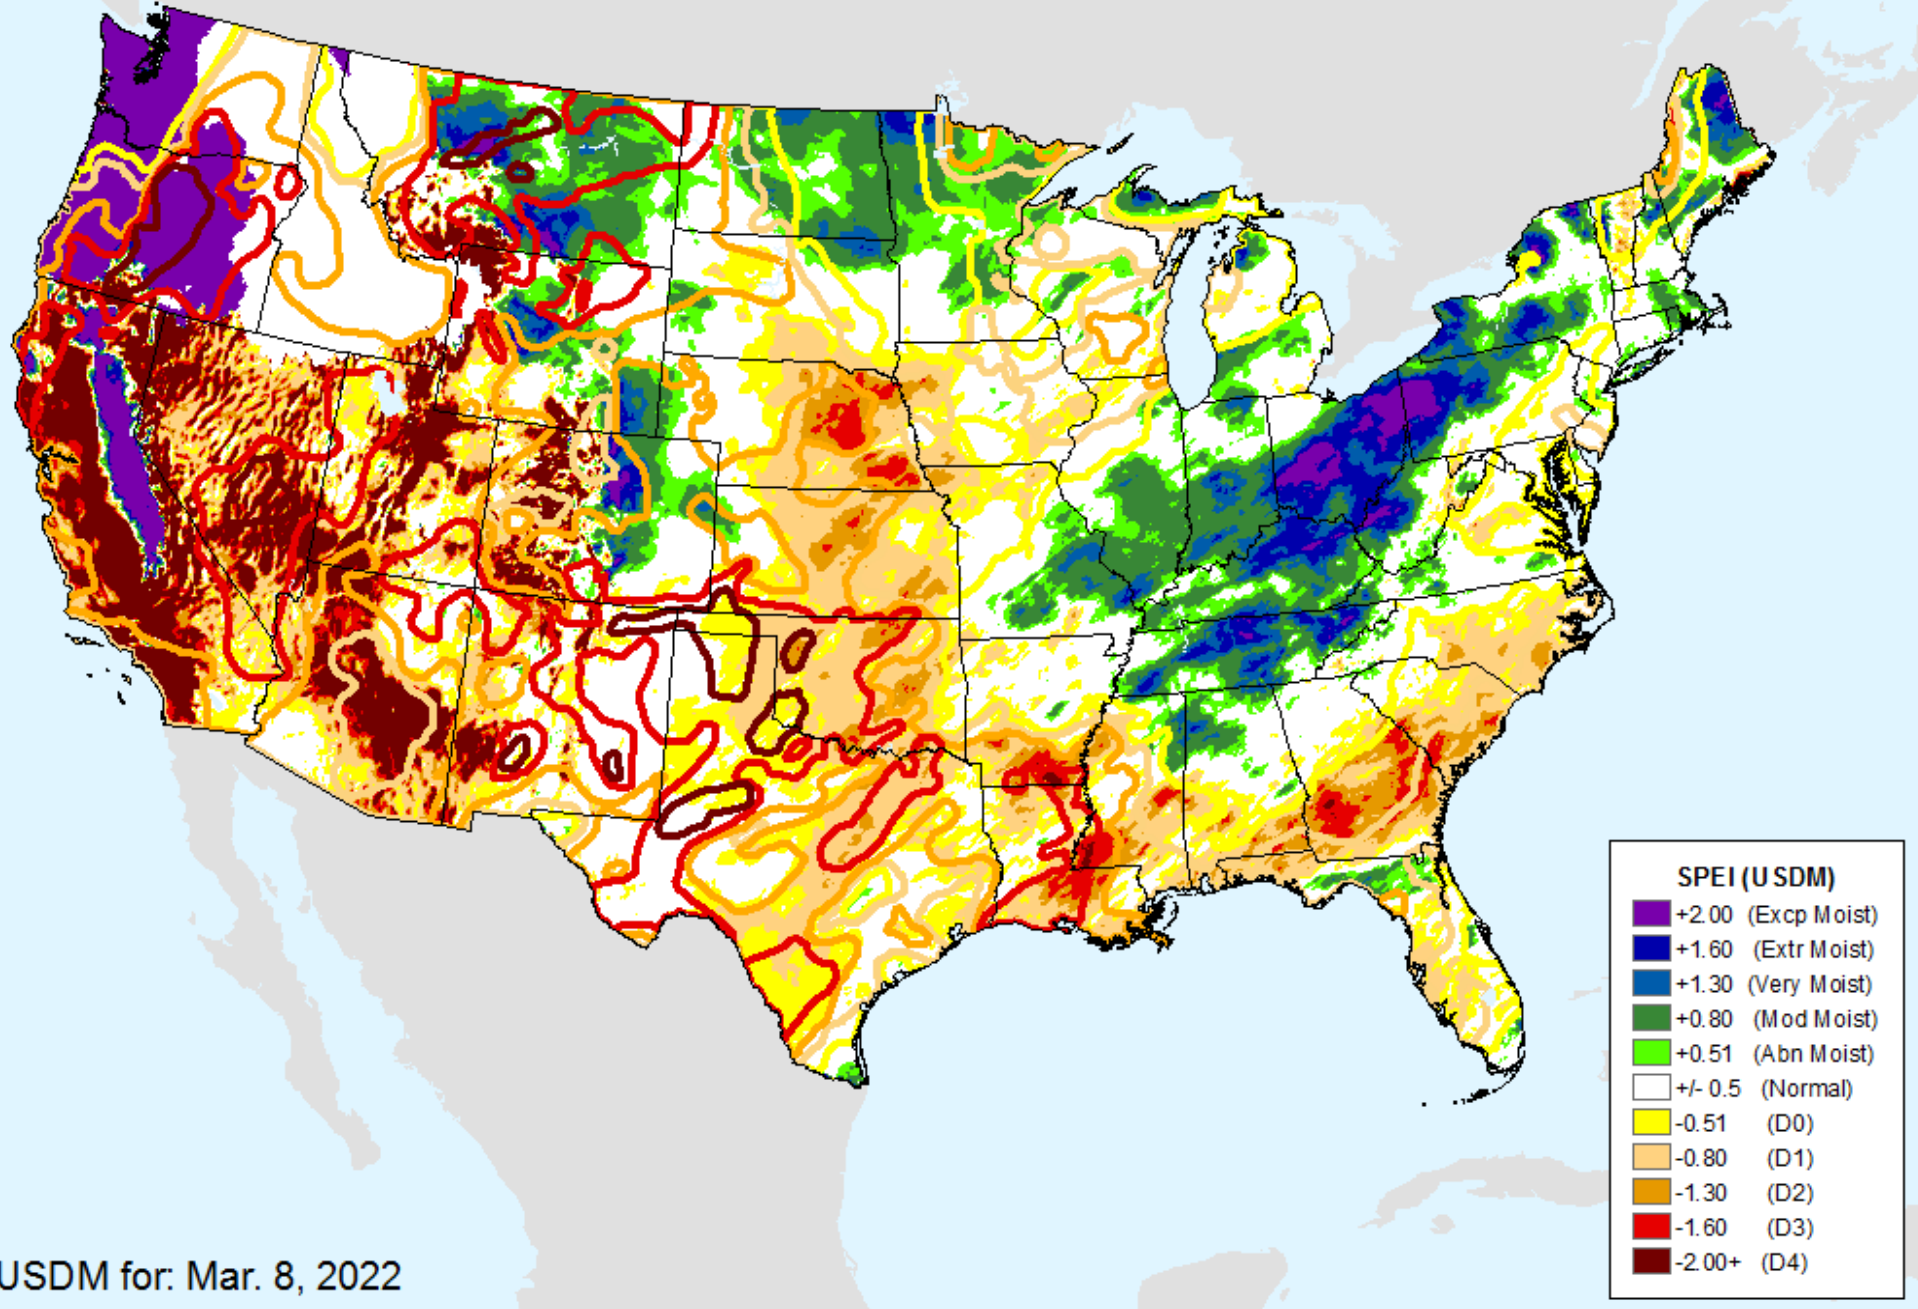 SPEI (USDM)
+2.00 (Excp Moist)
+1.60 (Extr Moist)
+1.30 (Very Moist)
+0.80 (Mod Moist)
+0.51 (Abn Moist)
+/- 0.5 (Normal)
-0.51 (D0)
-0.80 (D1)
-1.30 (D2)
-1.60 (D3)
-2.00+ (D4)
USDM for: Mar. 8, 2022